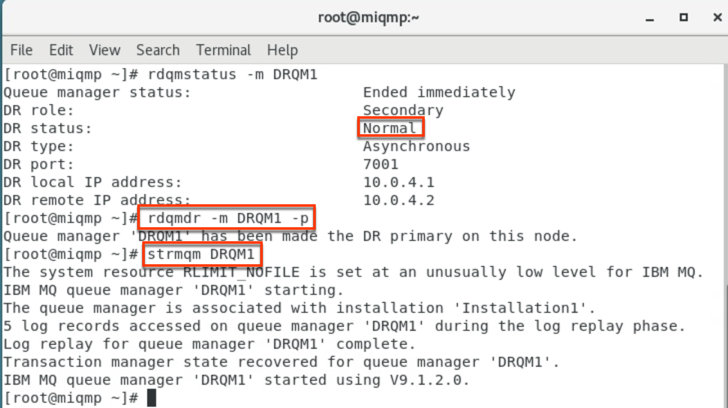 root@miqmp:~
File Edit View Search Terminal Help
[root@miqmp ~]# rdqmstatus -m DRQM1
Queue manager status: Ended immediately
DR role: Secondary
DR status: Normal
DR type: Asynchronous
DR port: 7001
DR local IP address: 10.0.4.1
DR remote IP address: 10.0.4.2
[root@miqmp ~]# rdqmdr -m DRQM1 -p
Queue manager 'DRQM1' has been made the DR primary on this node.
[root@miqmp ~]# strmqm DRQM1
The system resource RLIMIT_NOFILE is set at an unusually low level for IBM MQ.
IBM MQ queue manager 'DRQM1' starting.
The queue manager is associated with installation 'Installation1'.
5 log records accessed on queue manager 'DRQM1' during the log replay phase.
Log replay for queue manager 'DRQM1' complete.
Transaction manager state recovered for queue manager 'DRQM1'.
IBM MQ queue manager 'DRQM1' started using V9.1.2.0.
[root@miqmp ~]#